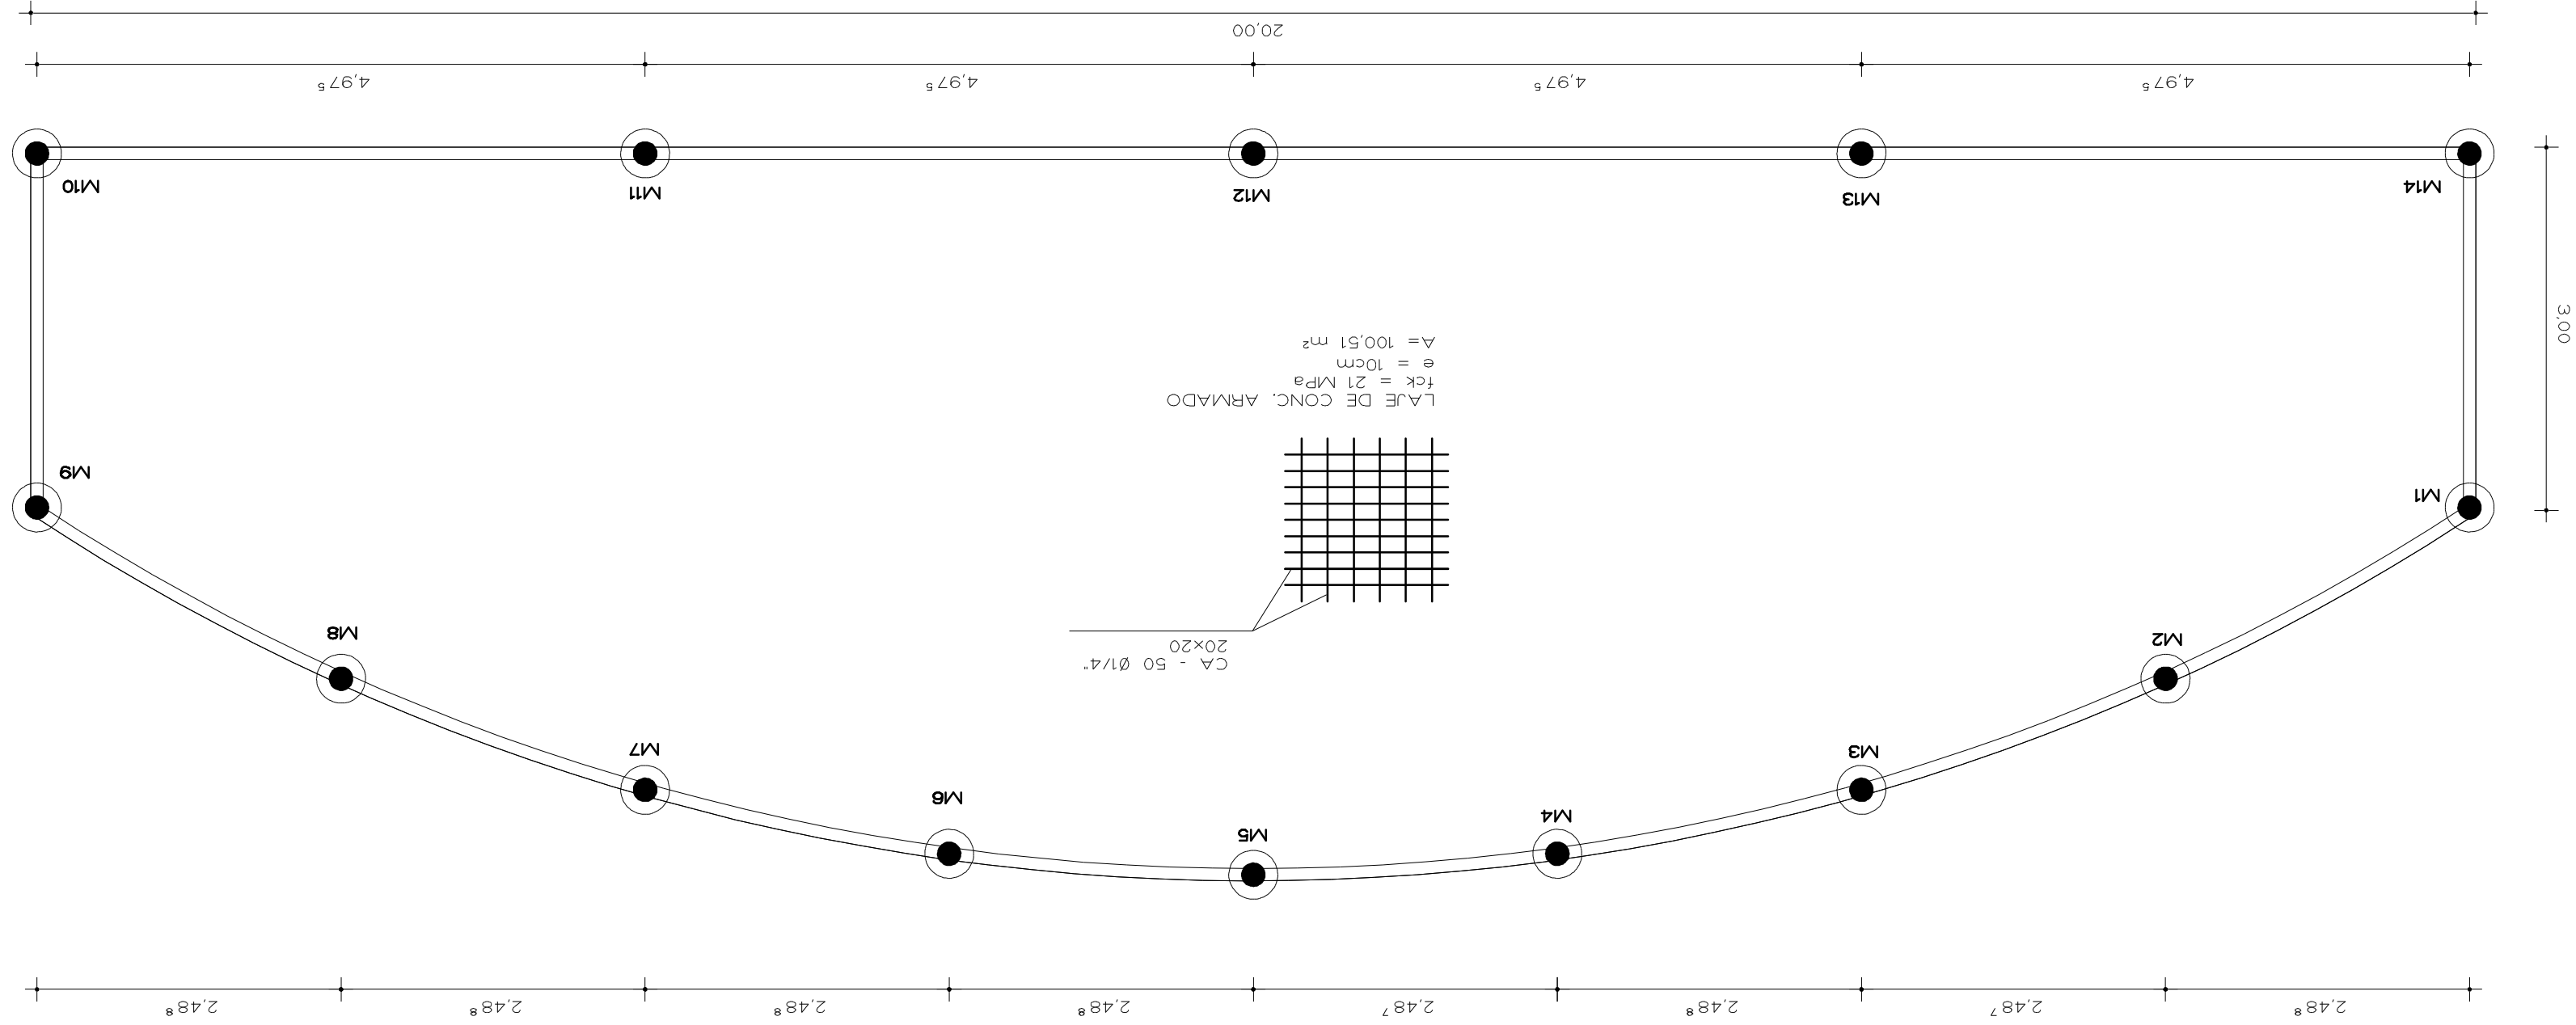 2,48⁸
2,48⁷
2,48⁸
2,48⁷
2,48⁸
2,48⁸
2,48⁸
2,48⁸
M5
M4
M6
M3
M7
CA - 50 Ø1/4"
20x20
M2
M8
M1
M9
LAJE DE CONC. ARMADO
fck = 21 MPa
e = 10cm
A= 100,51 m²
3,00
M14
M13
M12
M11
M10
4,97⁵
4,97⁵
4,97⁵
4,97⁵
20,00